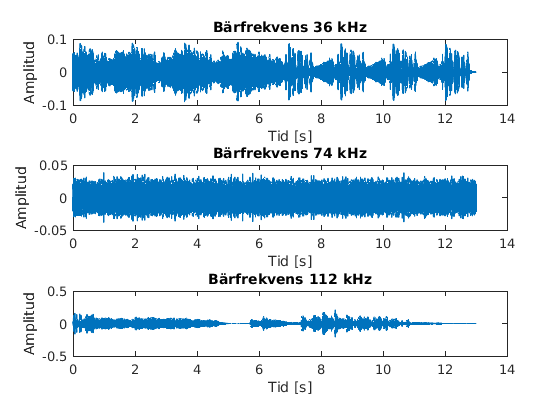 Bärfrekvens 36 kHz
0.1
0
-0.1
Amplitud
0 2 4 6 8 10 12 14
Tid [s]
Bärfrekvens 74 kHz
0.05
0
-0.05
Amplitud
0 2 4 6 8 10 12 14
Tid [s]
Bärfrekvens 112 kHz
0.5
0
-0.5
Amplitud
0 2 4 6 8 10 12 14
Tid [s]